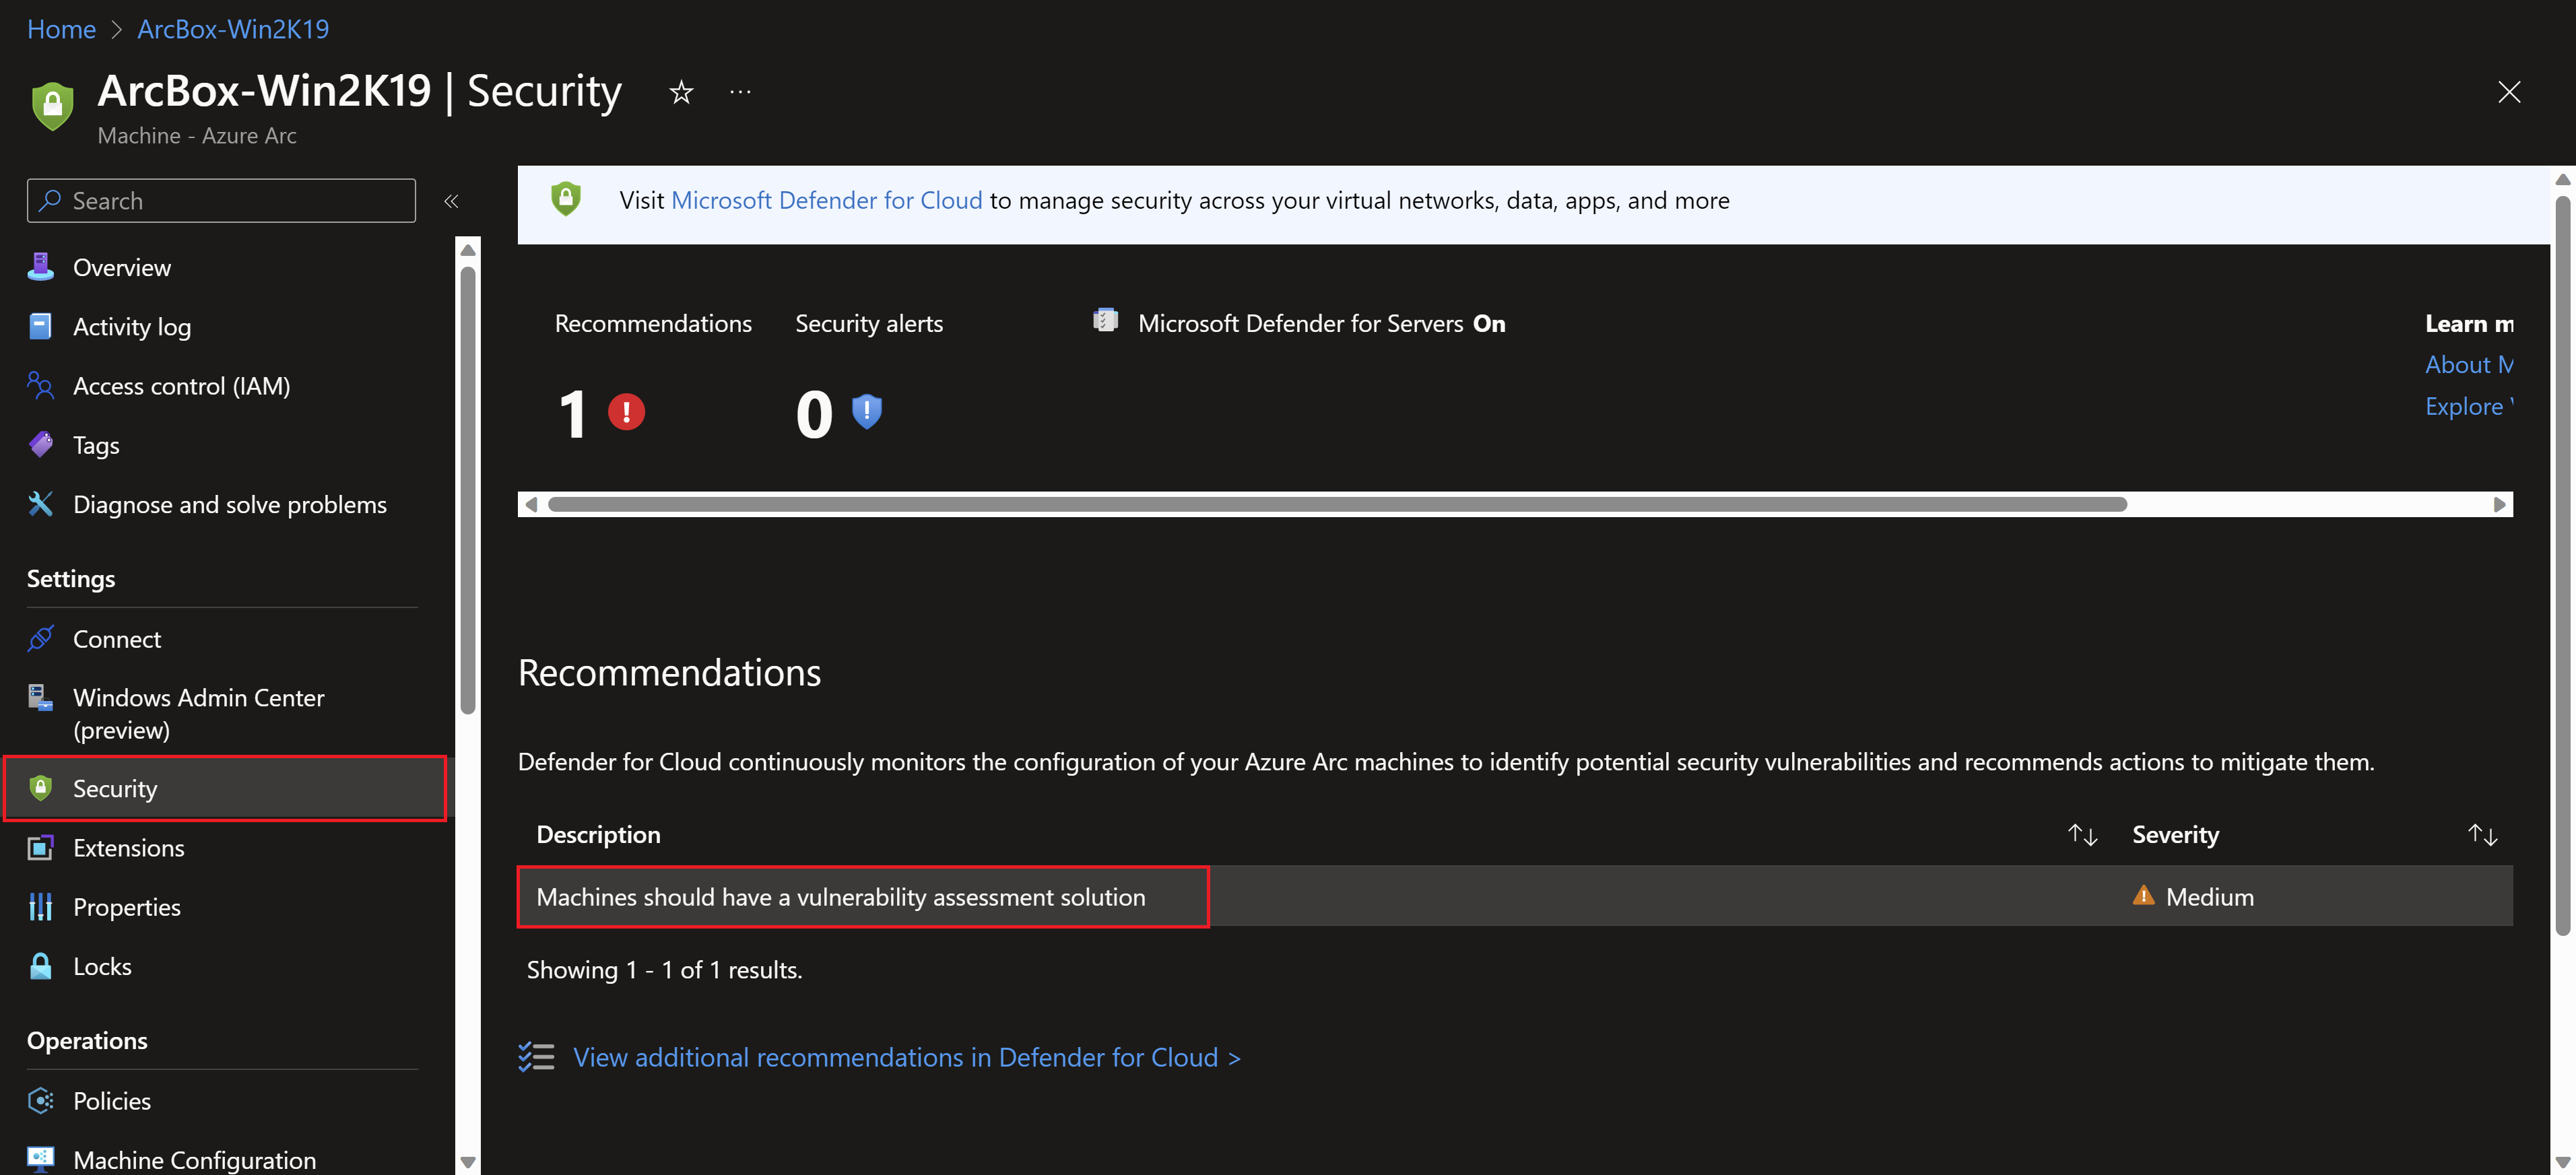 Home > ArcBox-Win2K19
ArcBox-Win2K19 | Security
Machine - Azure Arc
Search
Overview
Activity log
Access control (IAM)
Tags
Diagnose and solve problems
Settings
Connect
Windows Admin Center
(preview)
Security
Extensions
Properties
Locks
Operations
Policies
Machine Configuration
Visit Microsoft Defender for Cloud to manage security across your virtual networks, data, apps, and more
Recommendations
1
Security alerts
0
Microsoft Defender for Servers On
Learn
About
Explore
Recommendations
Defender for Cloud continuously monitors the configuration of your Azure Arc machines to identify potential security vulnerabilities and recommends actions to mitigate them.
Description Severity
Machines should have a vulnerability assessment solution Medium
Showing 1 - 1 of 1 results.
View additional recommendations in Defender for Cloud >